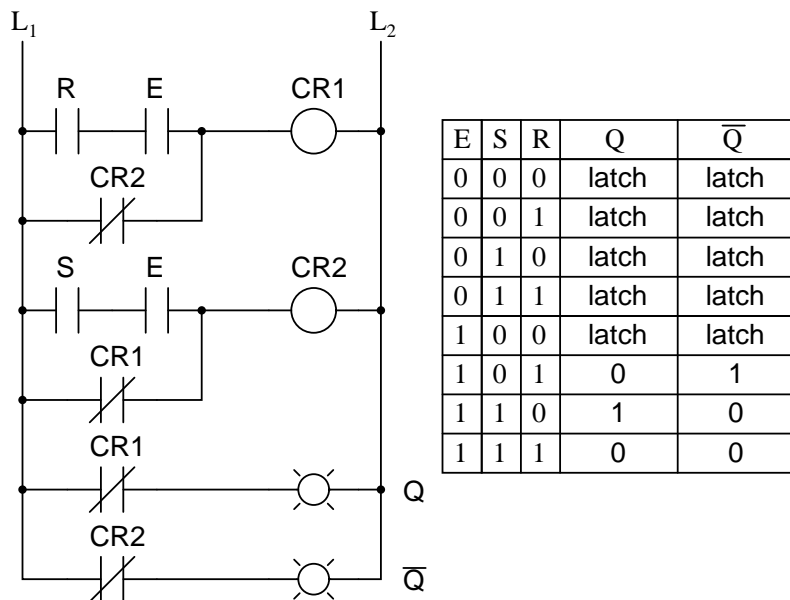 L1 L2
R E CR1
CR2
S E CR2
CR1
CR1
Q
CR2
Q̅
E S R Q Q̅
0 0 0 latch latch
0 0 1 latch latch
0 1 0 latch latch
0 1 1 latch latch
1 0 0 latch latch
1 0 1 0 1
1 1 0 1 0
1 1 1 0 0